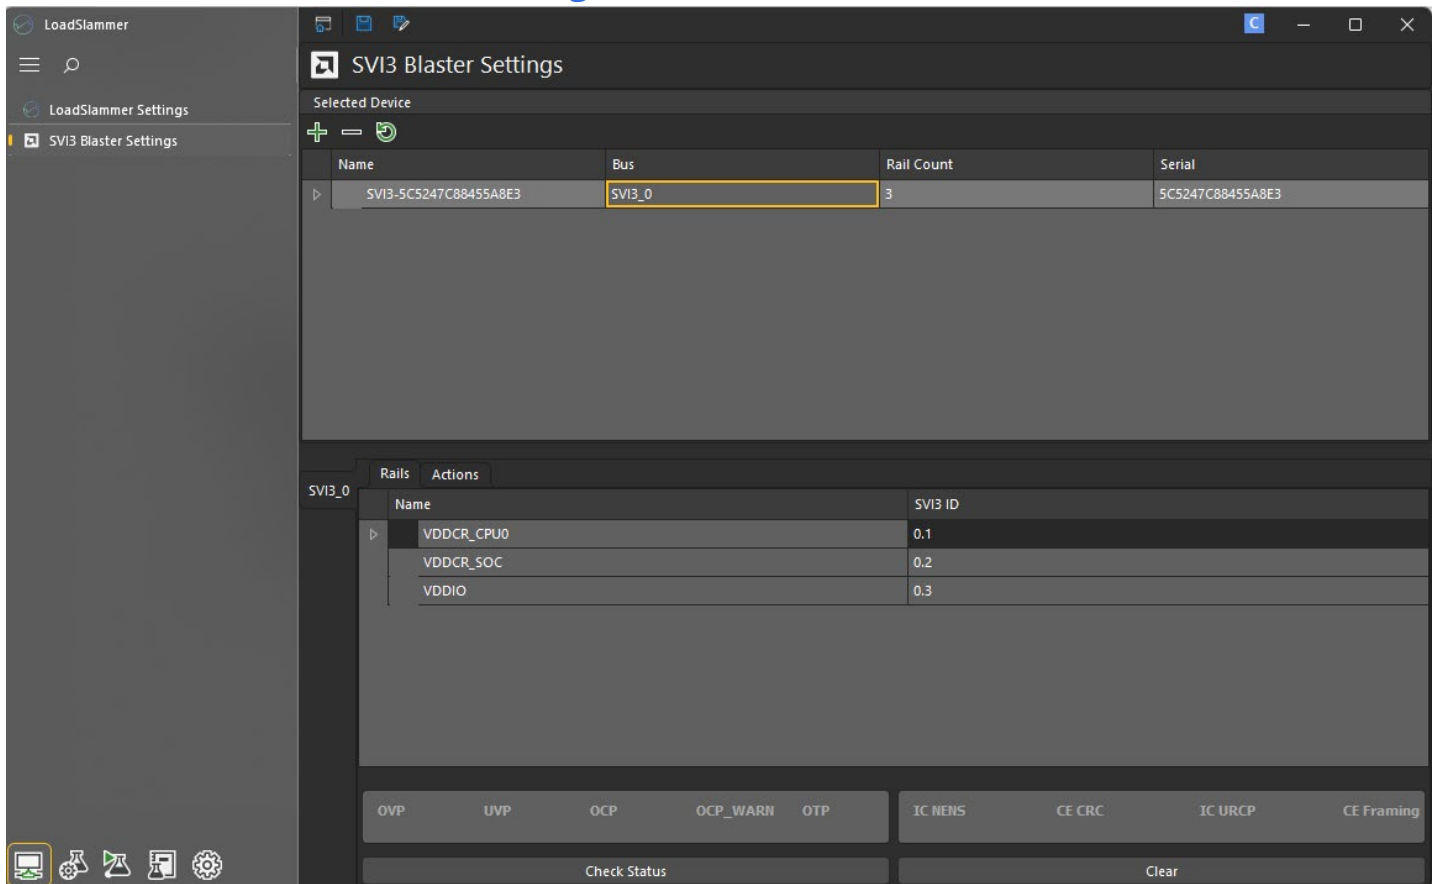 LoadSlammer
C
SVI3 Blaster Settings
LoadSlammer Settings
SVI3 Blaster Settings
Selected Device
Name Bus Rail Count Serial
SVI3-5C5247C88455A8E3 SVI3_0 3 5C5247C88455A8E3
SVI3_0
Rails Actions
Name SVI3 ID
VDDCR_CPU0 0.1
VDDCR_SOC 0.2
VDDIO 0.3
OVP UVP OCP OCP_WARN OTP IC NENS CE CRC IC URCP CE Framing
Check Status Clear